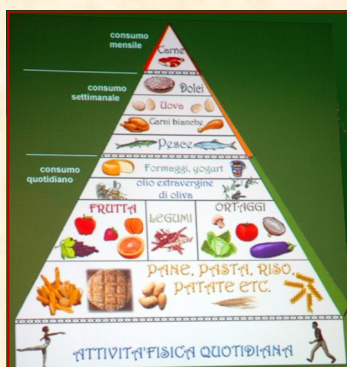 consumo
mensile
Carne
consumo
settimanale
Dolci
Uova
Carni bianche
Pesce
consumo
quotidiano
Formaggi, yogurt
olio extravergine
di oliva
FRUTTA
LEGUMI
ORTAGGI
PANE, PASTA, RISO,
PATATE ETC.
ATTIVITA'FISICA QUOTIDIANA